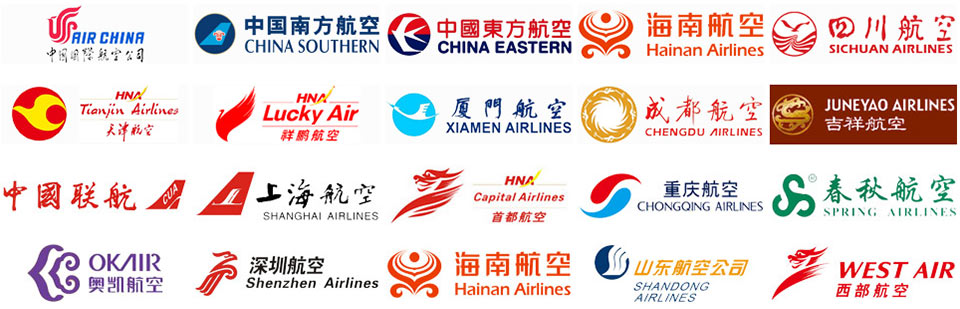 AIR CHINA
中国国际航空公司
中国南方航空
CHINA SOUTHERN
中國東方航空
CHINA EASTERN
海南航空
Hainan Airlines
四川航空
SICHUAN AIRLINES
HNA
Tianjin Airlines
天津航空
HNA
Lucky Air
祥鹏航空
厦門航空
XIAMEN AIRLINES
成都航空
CHENGDU AIRLINES
JUNEYAO AIRLINES
吉祥航空
中國联航
CUA
上海航空
SHANGHAI AIRLINES
HNA
Capital Airlines
首都航空
重庆航空
CHONGQING AIRLINES
春秋航空
SPRING AIRLINES
OKAIR
奥凯航空
深圳航空
Shenzhen Airlines
海南航空
Hainan Airlines
山东航空公司
SHANDONG
AIRLINES
WEST AIR
西部航空